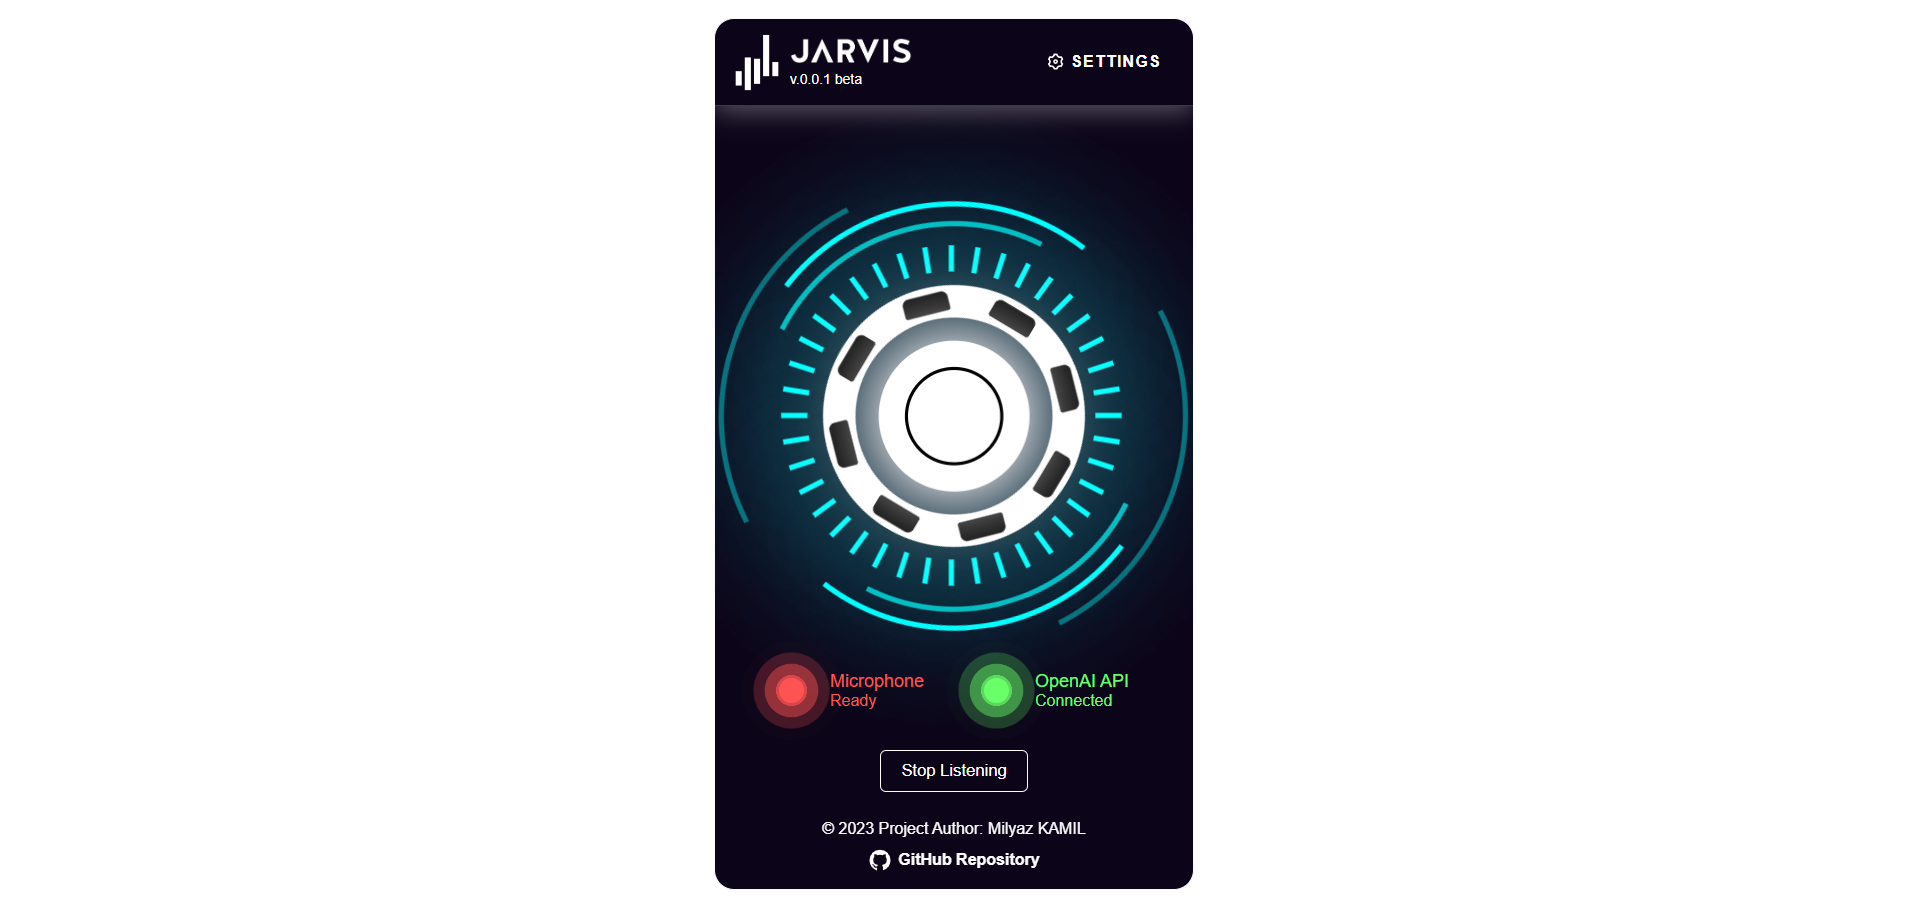 JARVIS
v.0.0.1 beta
SETTINGS
Microphone
Ready
OpenAI API
Connected
Stop Listening
© 2023 Project Author: Milyaz KAMIL
GitHub Repository